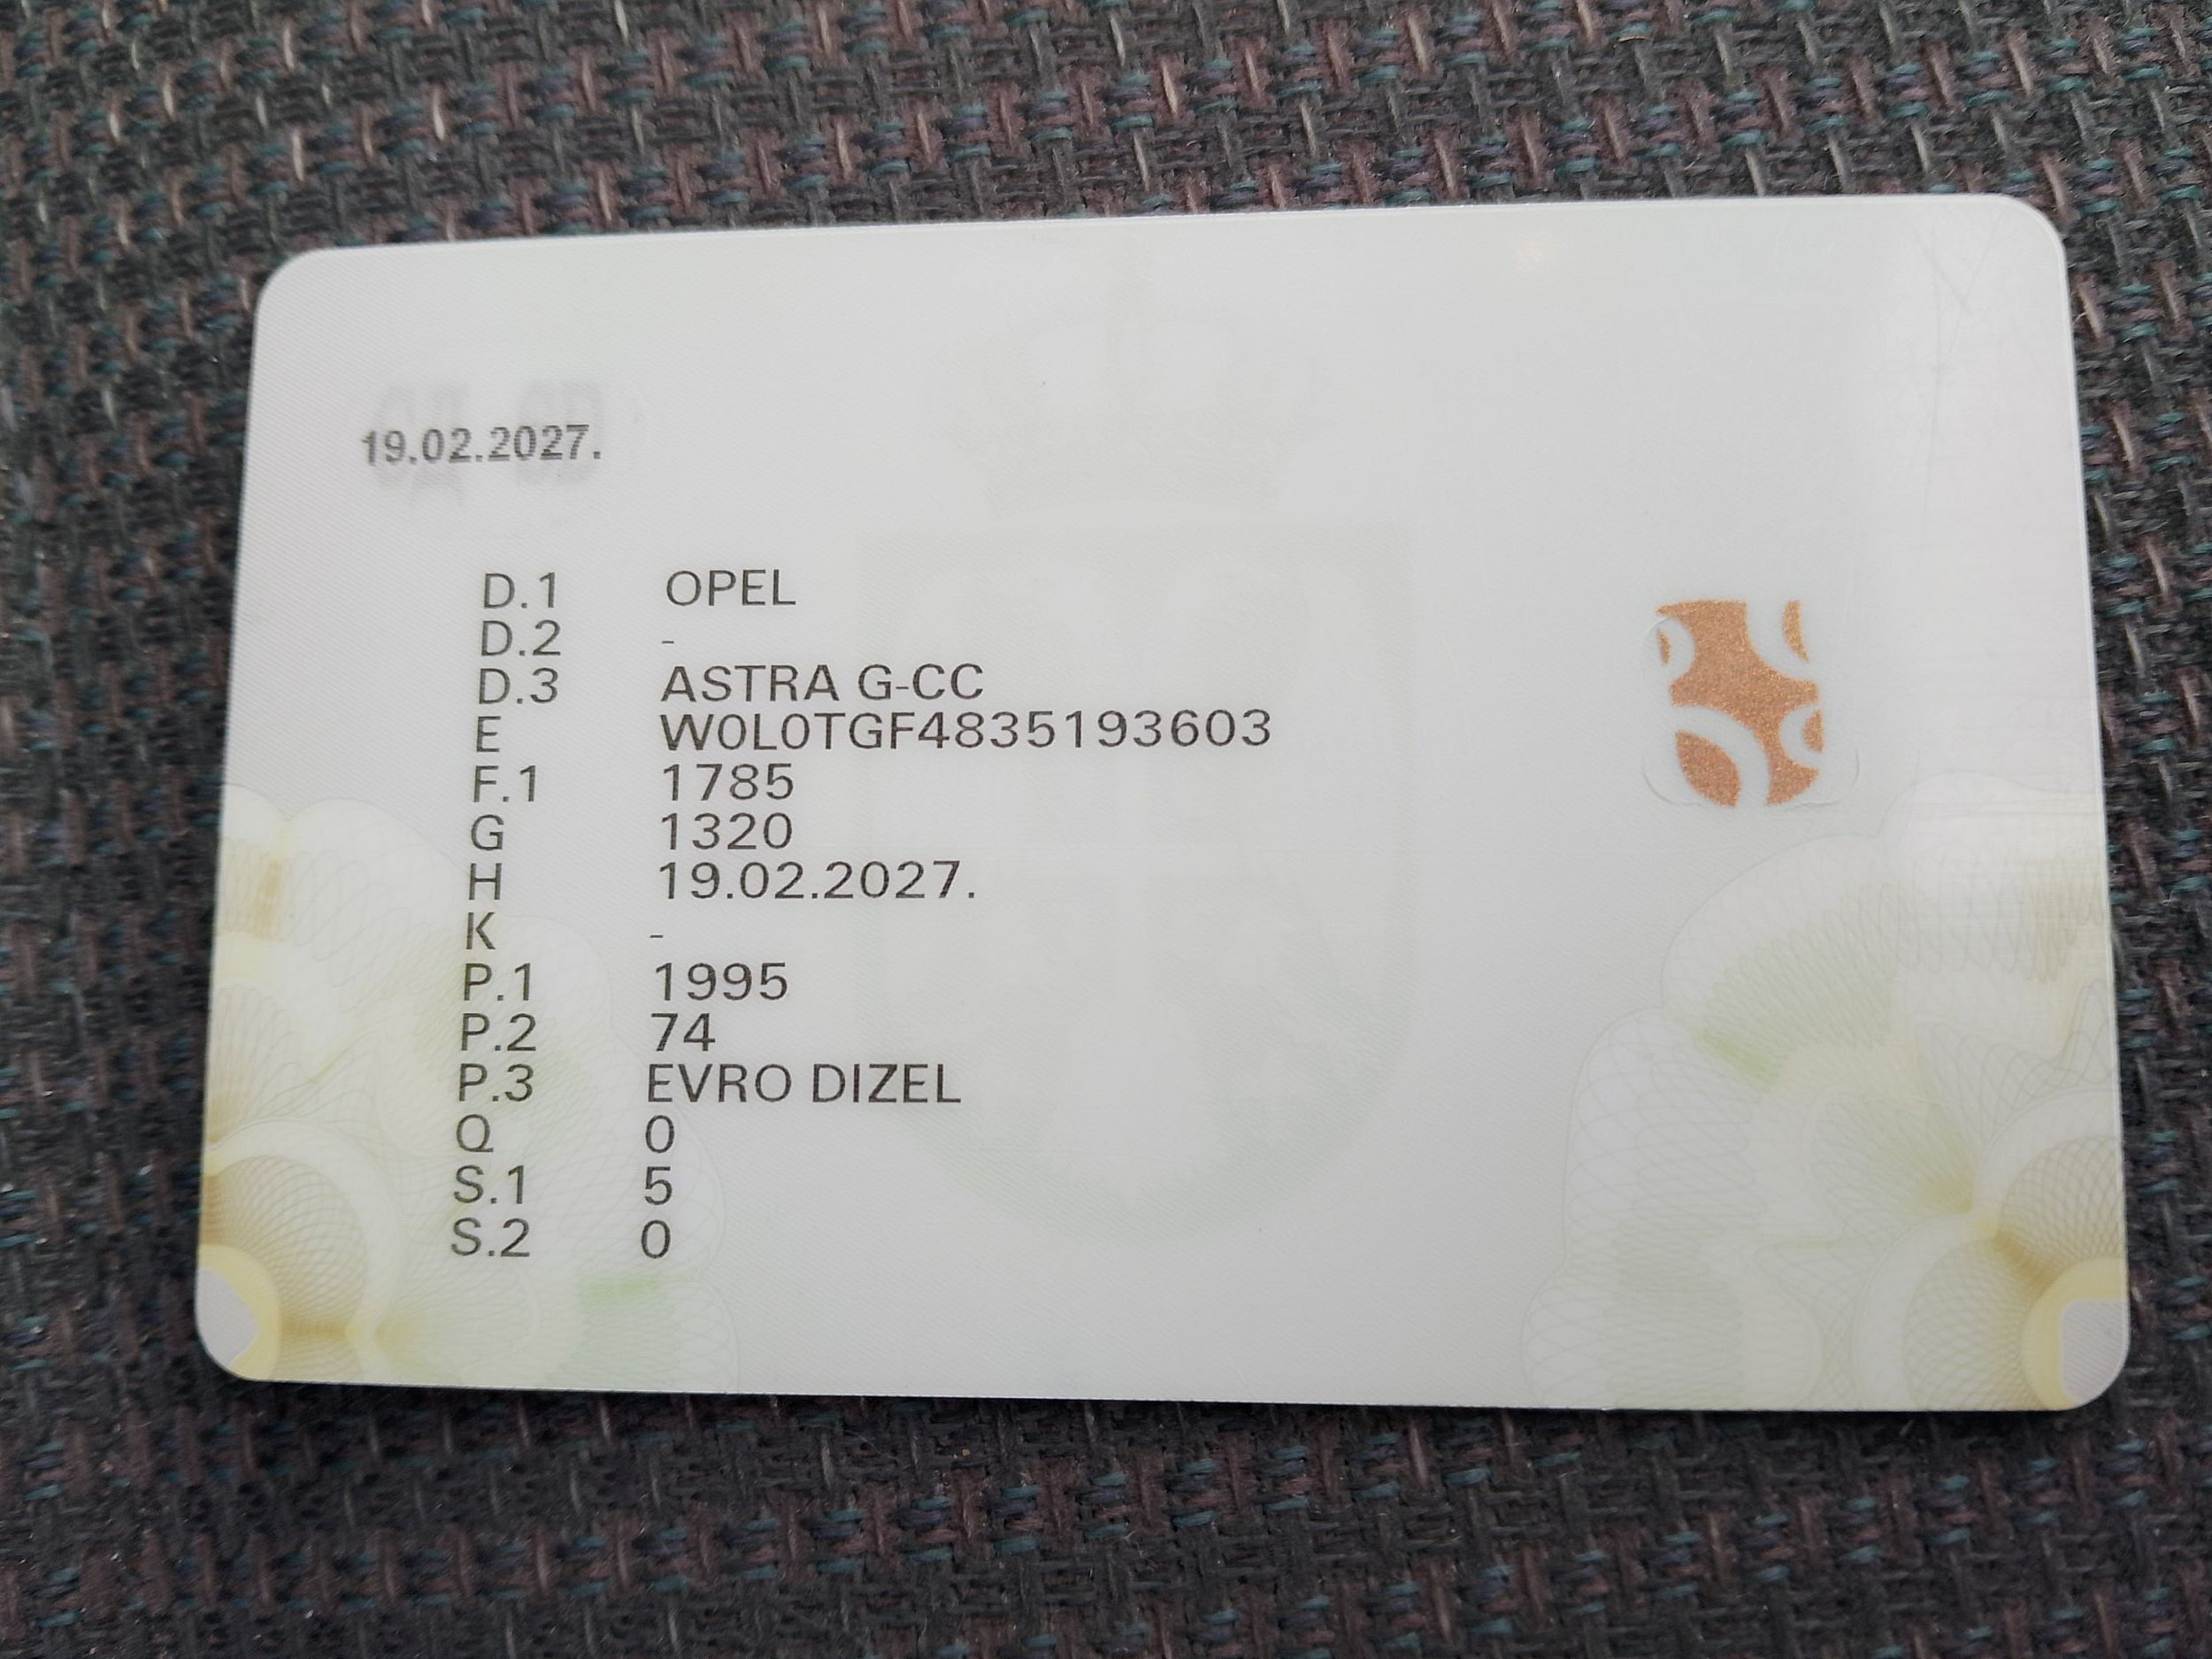 19.02.2027.
D.1 OPEL
D.2 -
D.3 ASTRA G-CC
E W0L0TGF4835193603
F.1 1785
G 1320
H 19.02.2027.
K -
P.1 1995
P.2 74
P.3 EVRO DIZEL
Q 0
S.1 5
S.2 0